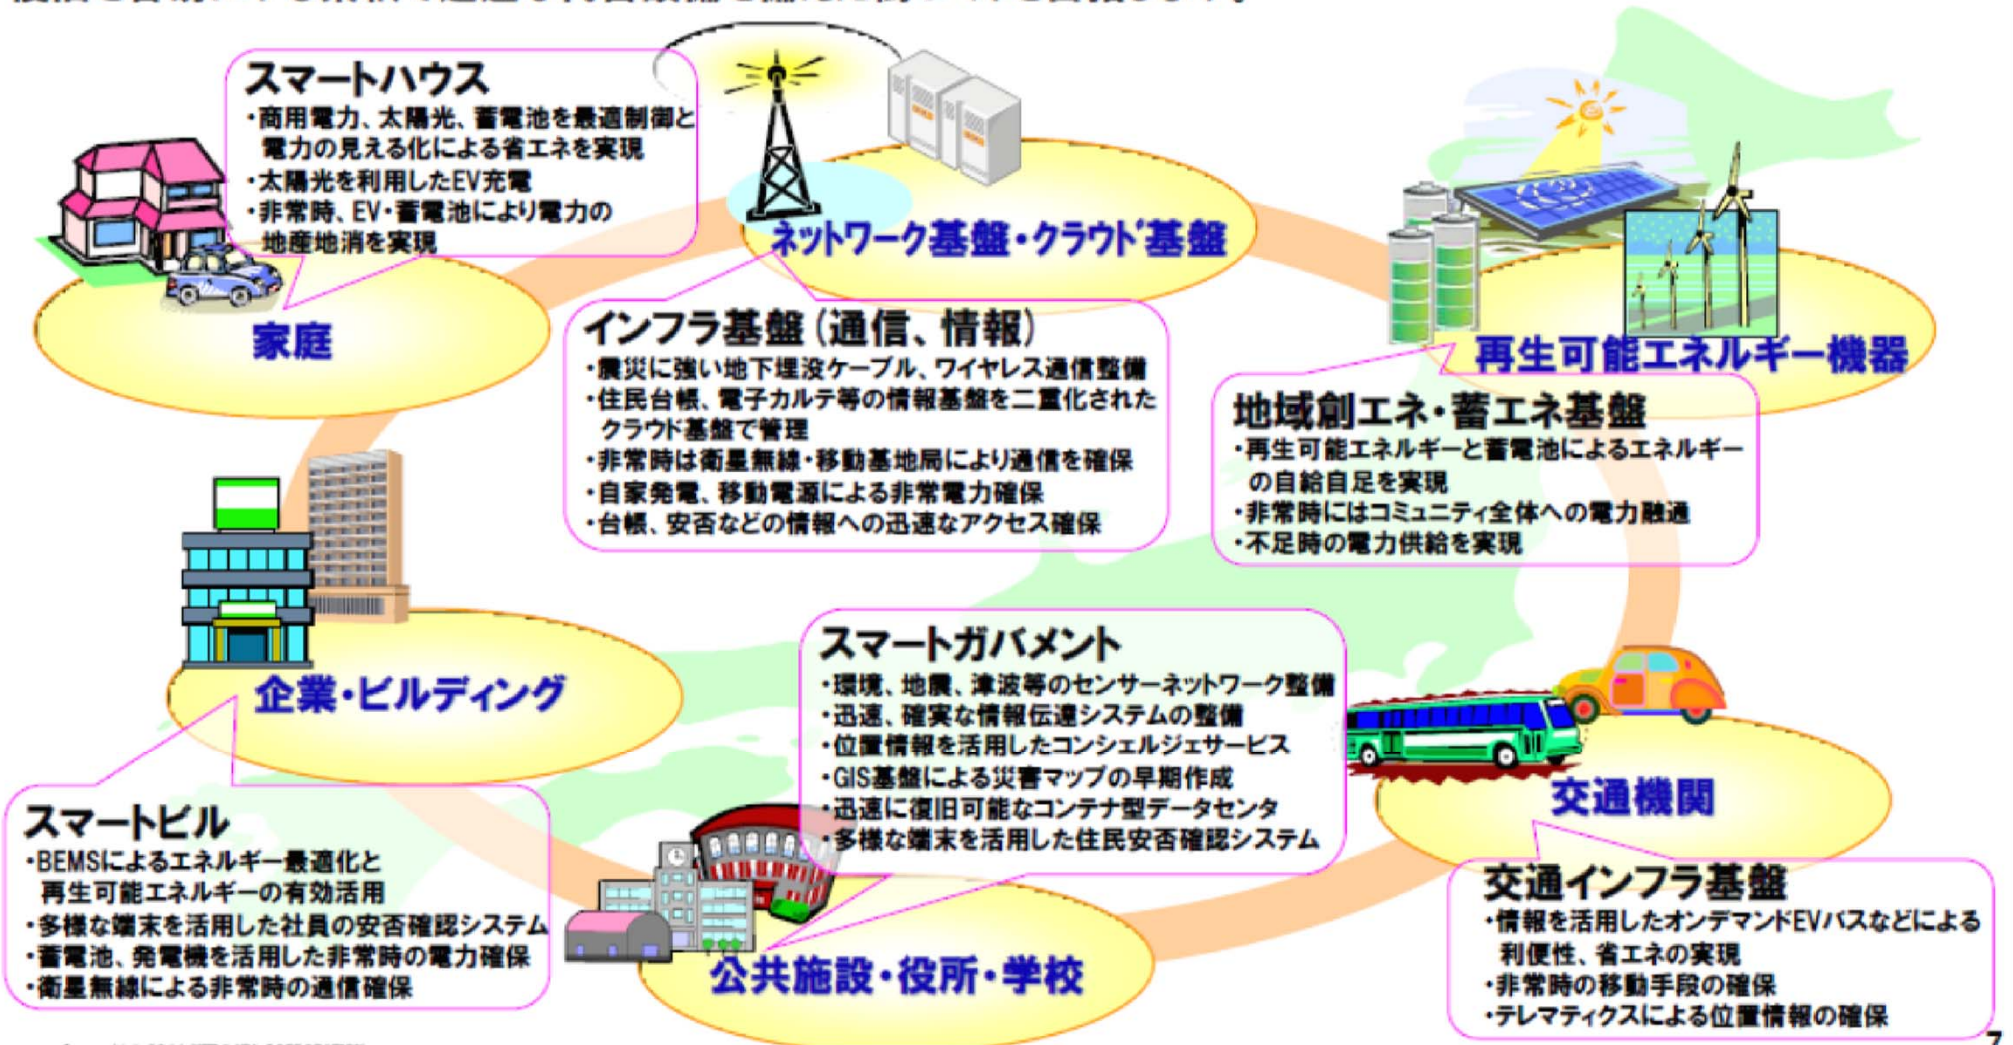 スマートハウス
・商用電力、太陽光、蓄電池を最適制御と
電力の見える化による省エネを実現
・太陽光を利用したEV充電
・非常時、EV・蓄電池により電力の
地産地消を実現
家庭
ネットワーク基盤・クラウド基盤
インフラ基盤(通信、情報)
・震災に強い地下埋没ケーブル、ワイヤレス通信整備
・住民台帳、電子カルテ等の情報基盤を二重化された
クラウド基盤で管理
・非常時は衛星無線・移動基地局により通信を確保
・自家発電、移動電源による非常電力確保
・台帳、安否などの情報への迅速なアクセス確保
再生可能エネルギー機器
地域創エネ・蓄エネ基盤
・再生可能エネルギーと蓄電池によるエネルギー
の自給自足を実現
・非常時にはコミュニティ全体への電力融通
・不足時の電力供給を実現
企業・ビルディング
スマートビル
・BEMSによるエネルギー最適化と
再生可能エネルギーの有効活用
・多様な端末を活用した社員の安否確認システム
・蓄電池、発電機を活用した非常時の電力確保
・衛星無線による非常時の通信確保
スマートガバメント
・環境、地震、津波等のセンサーネットワーク整備
・迅速、確実な情報伝達システムの整備
・位置情報を活用したコンシェルジェサービス
・GIS基盤による災害マップの早期作成
・迅速に復旧可能なコンテナ型データセンタ
・多様な端末を活用した住民安否確認システム
公共施設・役所・学校
交通機関
交通インフラ基盤
・情報を活用したオンデマンドEVバスなどによる
利便性、省エネの実現
・非常時の移動手段の確保
・テレマティクスによる位置情報の確保
7